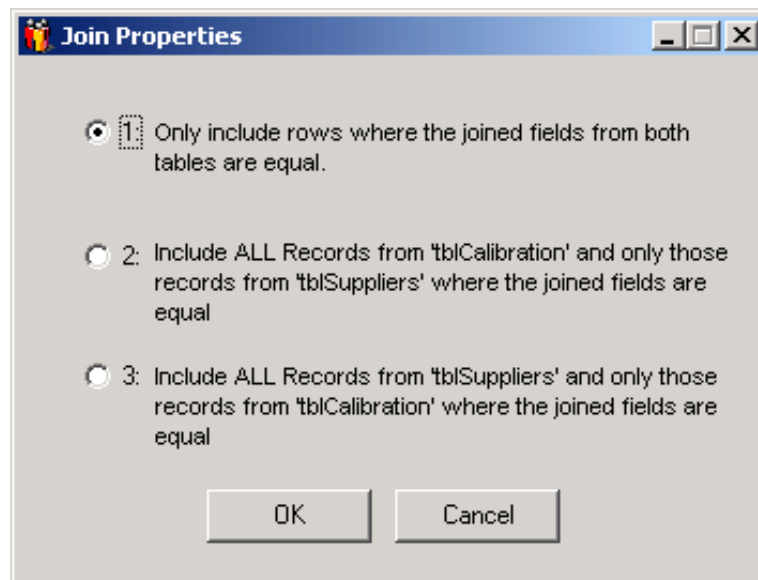 Join Properties
1: Only include rows where the joined fields from both
tables are equal.
2: Include ALL Records from 'tblCalibration' and only those
records from 'tblSuppliers' where the joined fields are
equal
3: Include ALL Records from 'tblSuppliers' and only those
records from 'tblCalibration' where the joined fields are
equal
OK Cancel